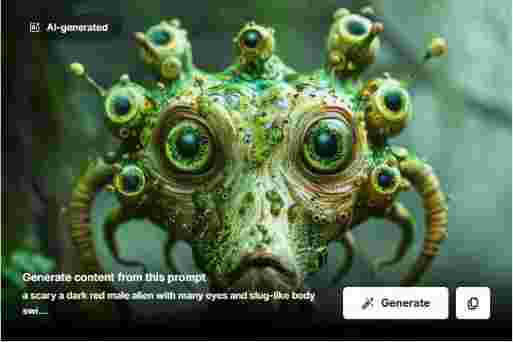 AI-generated
Generate content from this prompt
a scary a dark red male alien with many eyes and slug-like body
swi...
Generate